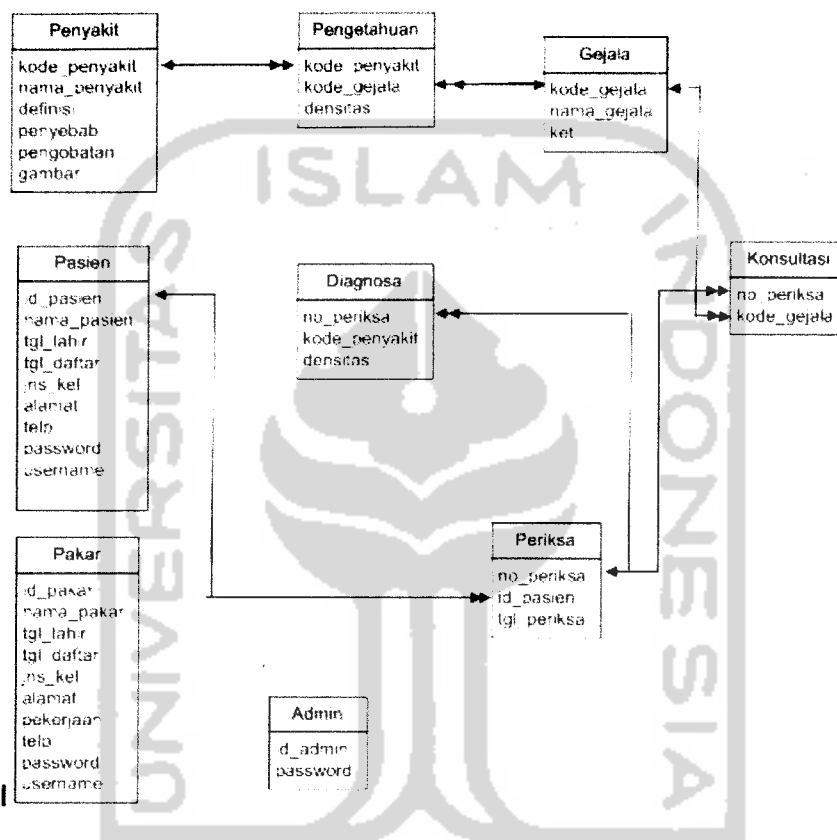 Penyakit
kode_penyakit
nama_penyakit
definisi
penyebab
pengobatan
gambar
Pengetahuan
kode_penyakit
kode_gejala
densitas
Gejala
kode_gejala
nama_gejala
ket
Pasien
id_pasien
nama_pasien
tgl_lahir
tgl_daftar
jns_kel
alamat
telp
password
username
Diagnosa
no_periksa
kode_penyakit
densitas
Konsultasi
no_periksa
kode_gejala
Pakar
id_pakar
nama_pakar
tgl_lahir
tgl_daftar
jns_kel
alamat
pekerjaan
telp
password
username
Periksa
no_periksa
id_pasien
tgl_periksa
Admin
id_admin
password
UNIVERSITAS
ISLAM
INDONESIA